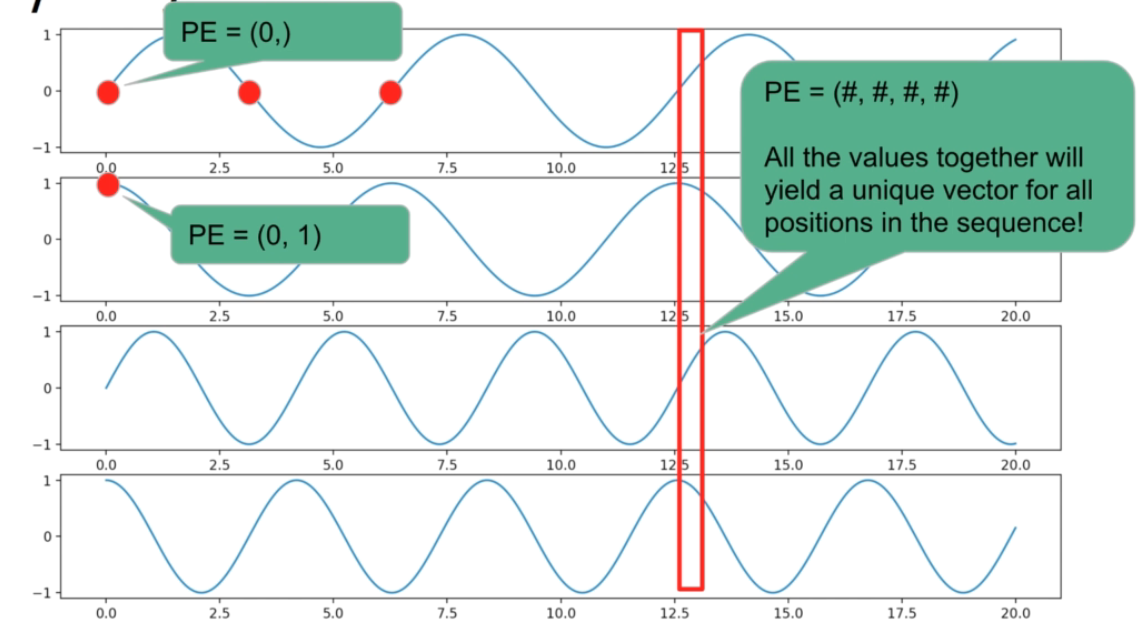 PE = (0,)
1
0
−1
0.0 2.5 5.0 7.5 10.0 12.5
PE = (#, #, #, #)
All the values together will
yield a unique vector for all
positions in the sequence!
1
0
−1
PE = (0, 1)
0.0 2.5 5.0 7.5 10.0 12.5 15.0 17.5 20.0
1
0
−1
0.0 2.5 5.0 7.5 10.0 12.5 15.0 17.5 20.0
1
0
−1
0.0 2.5 5.0 7.5 10.0 12.5 15.0 17.5 20.0